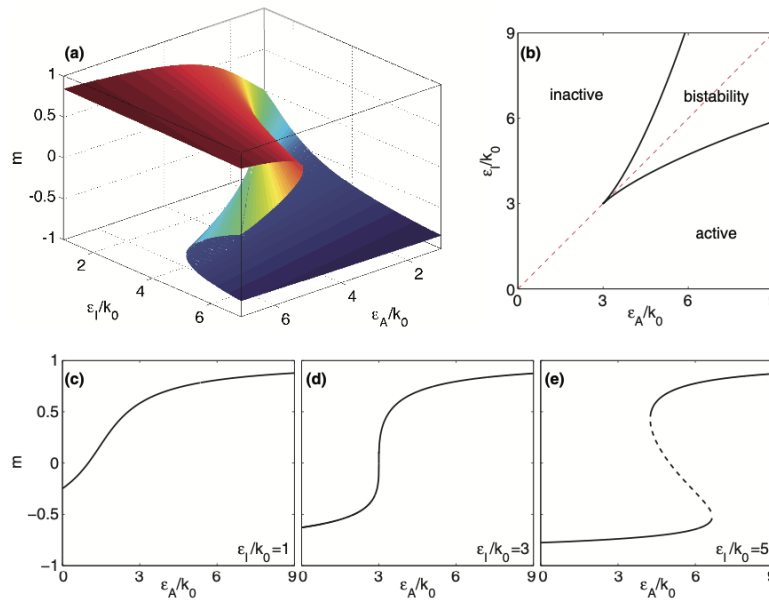 (a)
1
0.5
0
-0.5
-1
m
2
4
6
ε_I/k_0
6
4
2
ε_A/k_0
(b)
9
6
3
0
ε_I/k_0
inactive
bistability
active
0
3
6
ε_A/k_0
(c)
1
0.5
0
−0.5
−1
m
0
3
6
9
ε_A/k_0
ε_I/k_0=1
(d)
0
3
6
9
ε_A/k_0
ε_I/k_0=3
(e)
0
3
6
9
ε_A/k_0
ε_I/k_0=5